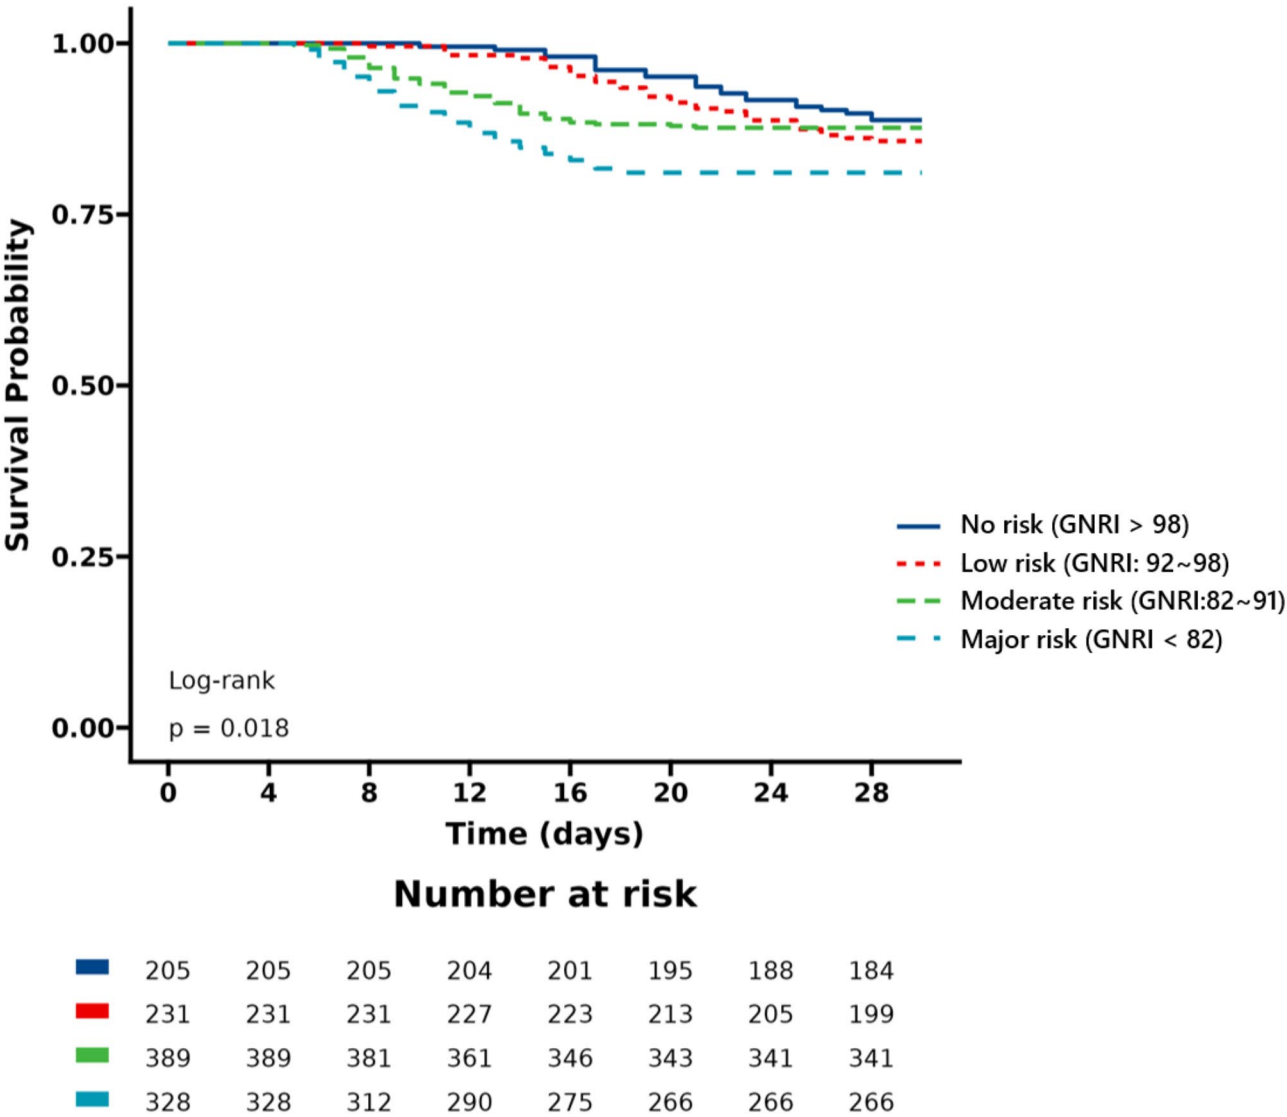 1.00
0.75
0.50
0.25
0.00
Survival Probability
No risk (GNRI > 98)
Low risk (GNRI: 92~98)
Moderate risk (GNRI:82~91)
Major risk (GNRI < 82)
Log-rank
p = 0.018
0 4 8 12 16 20 24 28
Time (days)
Number at risk
205 205 205 204 201 195 188 184
231 231 231 227 223 213 205 199
389 389 381 361 346 343 341 341
328 328 312 290 275 266 266 266